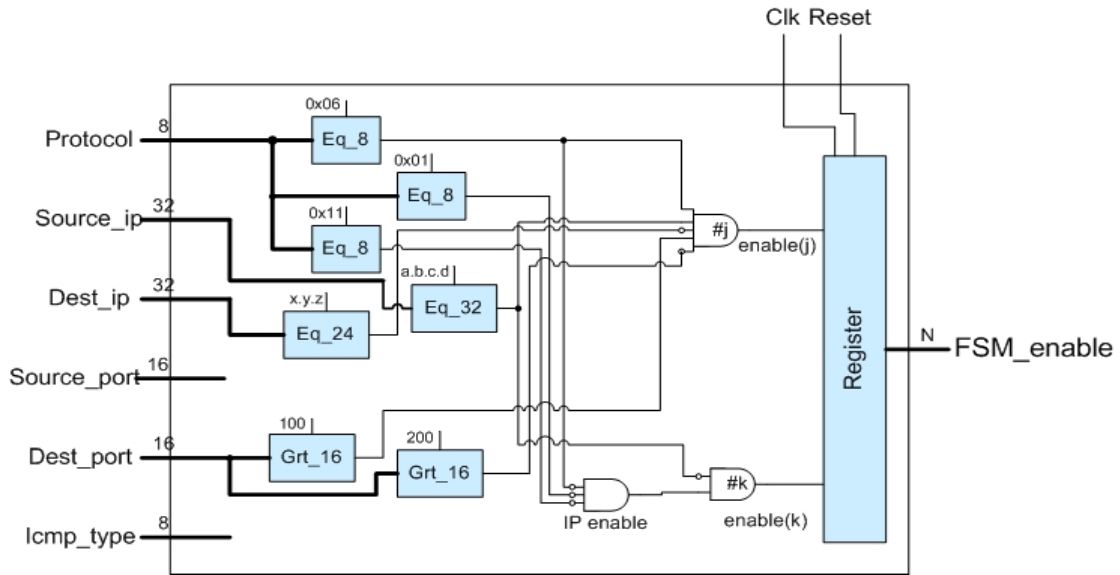 Clk Reset
0x06
Protocol
8
Eq_8
0x01
Eq_8
Source_ip
32
0x11
Eq_8
#j
enable(j)
a.b.c.d
Dest_ip
32
x.y.z
Eq_32
Eq_24
Register
N
FSM_enable
Source_port
16
100
200
Dest_port
16
Grt_16
Grt_16
#k
IP enable
enable(k)
Icmp_type
8